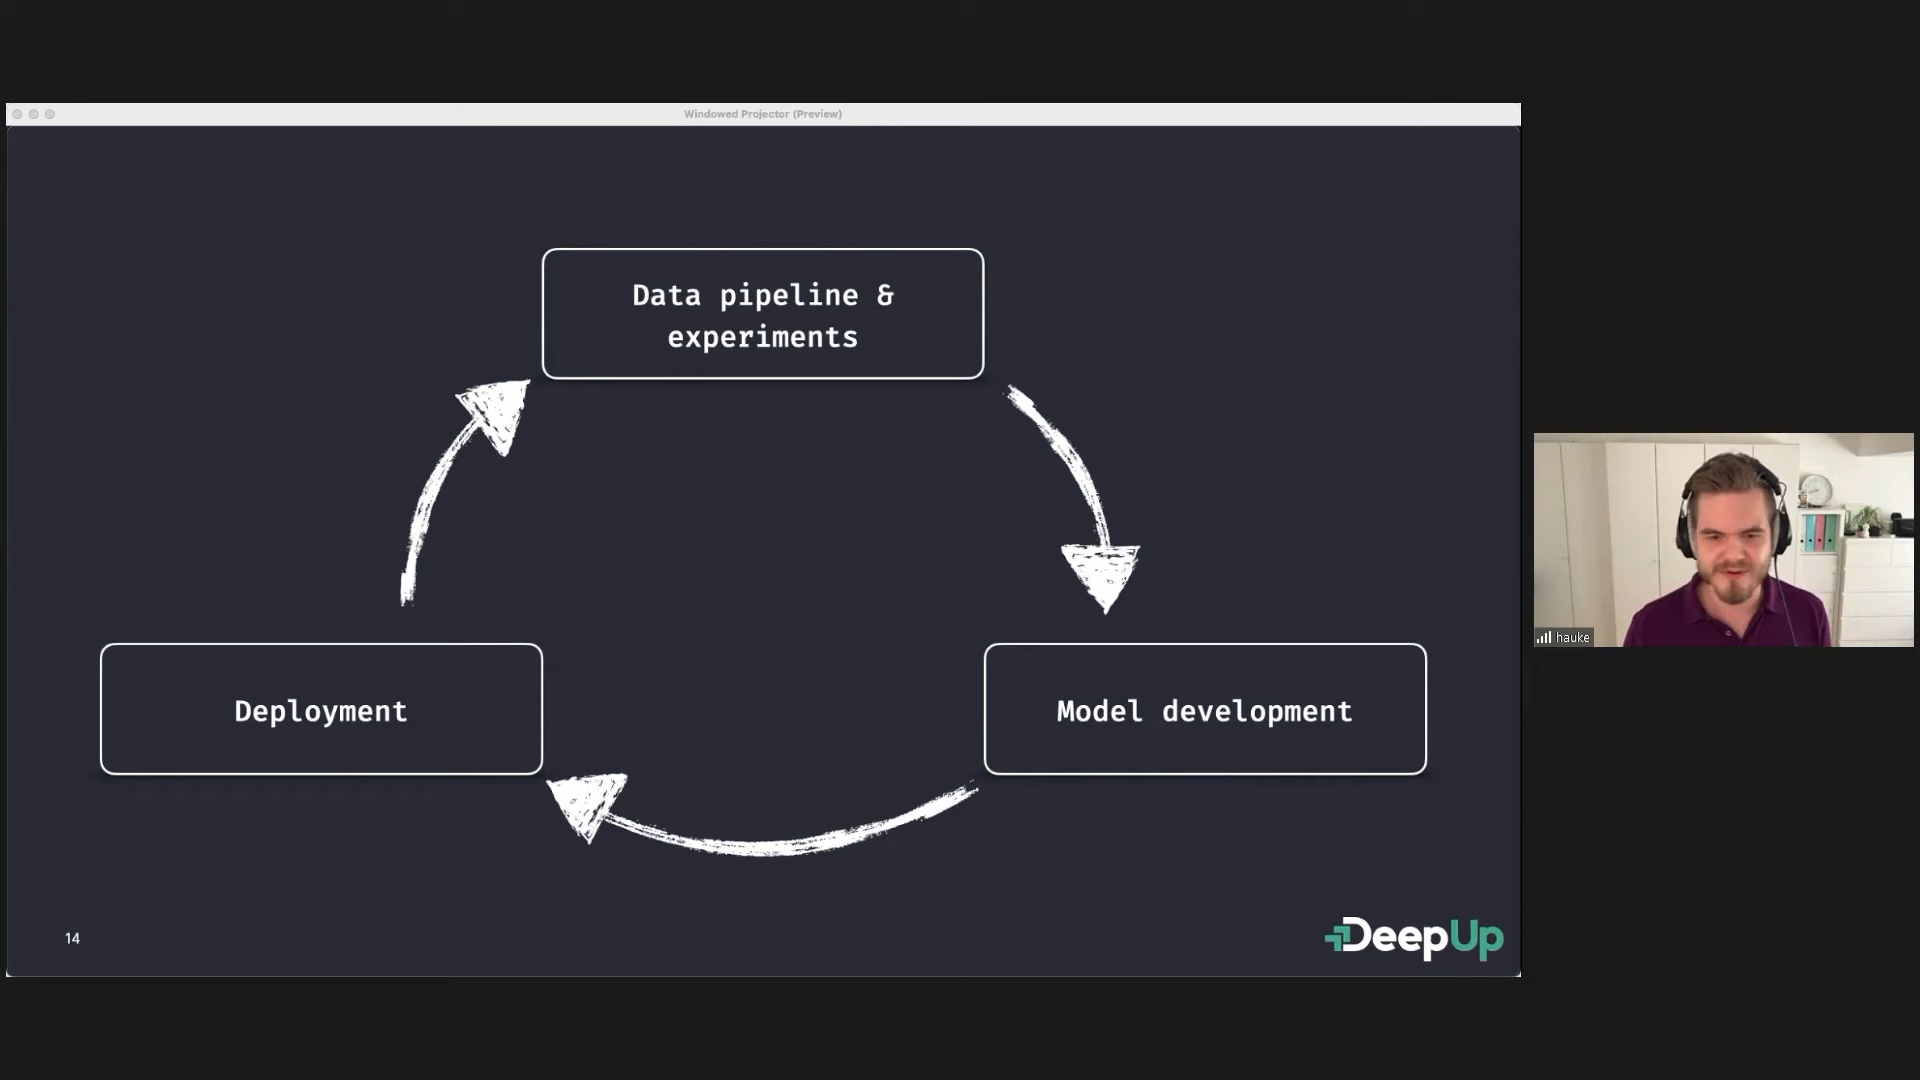 Windowed Projector (Preview)
Data pipeline &
experiments
Deployment
Model development
14
DeepUp
hauke